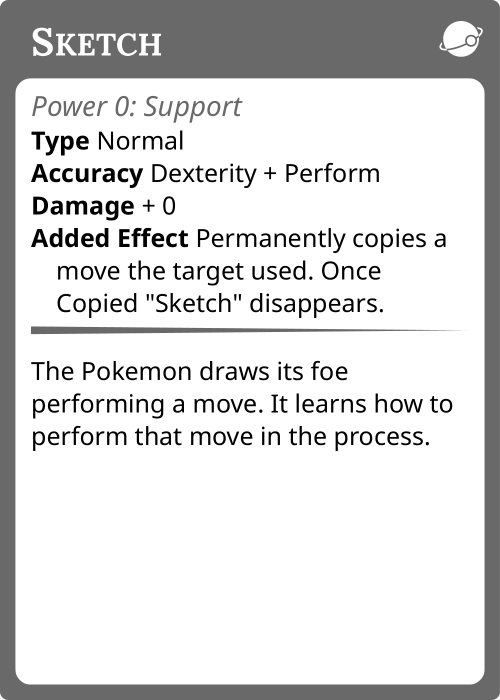 Sketch
Power 0: Support
Type Normal
Accuracy Dexterity + Perform
Damage + 0
Added Effect Permanently copies a
move the target used. Once
Copied "Sketch" disappears.
The Pokemon draws its foe
performing a move. It learns how to
perform that move in the process.